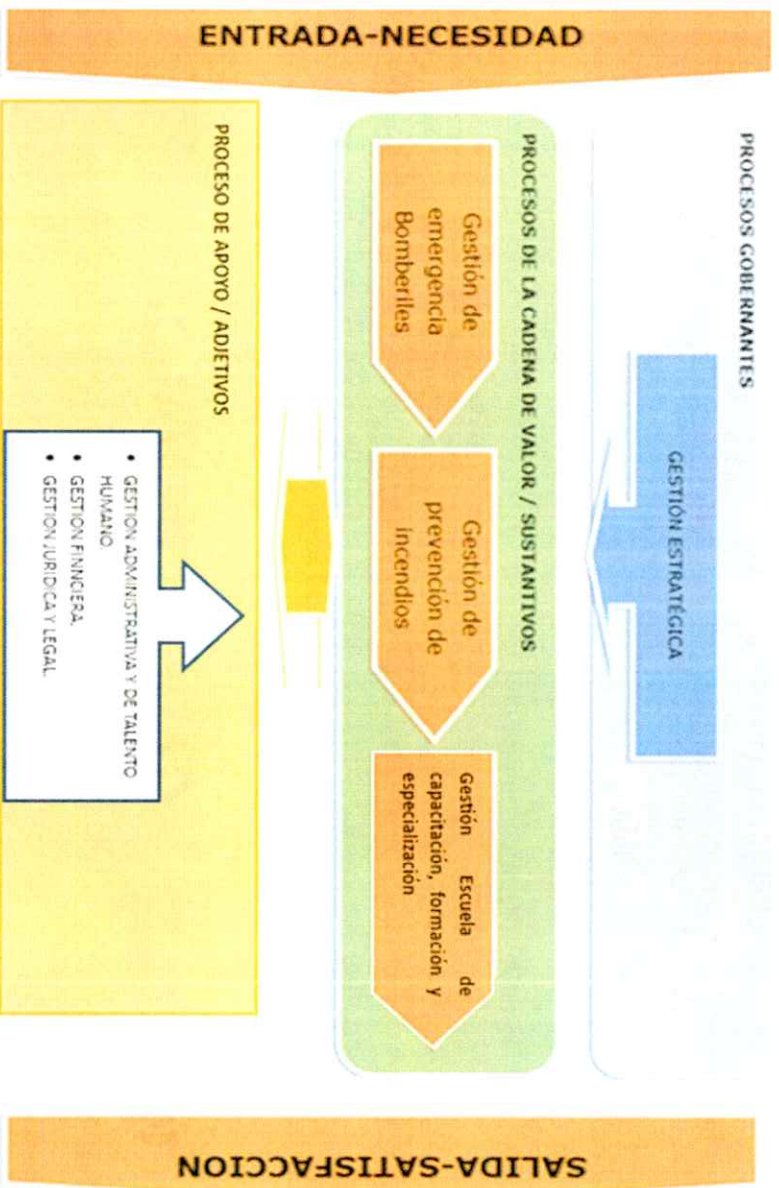 ENTRADA-NECESIDAD
PROCESOS GOBERNANTES
GESTIÓN ESTRATÉGICA
PROCESOS DE LA CADENA DE VALOR / SUSTANTIVOS
Gestión de
emergencia
Bomberiles
Gestión de
prevención de
incendios
Gestión Escuela de
capacitación, formación y
especialización
PROCESO DE APOYO / ADJETIVOS
• GESTION ADMINISTRATIVA Y DE TALENTO
HUMANO.
• GESTION FINNCIERA.
• GESTION JURIDICA Y LEGAL.
SALIDA-SATISFACCION